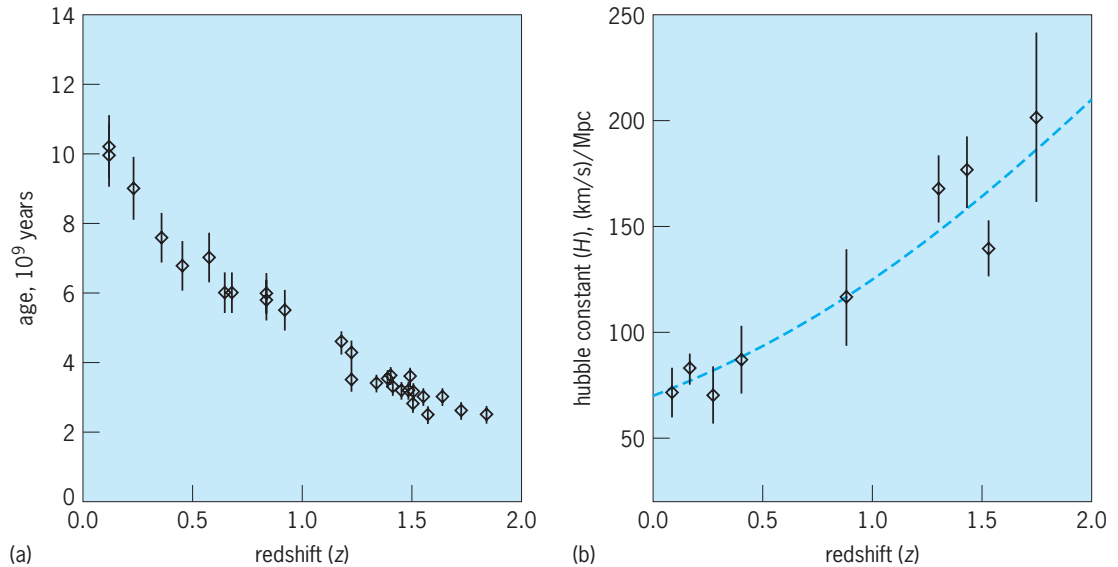 14
12
10
8
6
4
2
0
age, 10⁹ years
0.0 0.5 1.0 1.5 2.0
(a) redshift (z)
250
200
150
100
50
hubble constant (H), (km/s)/Mpc
0.0 0.5 1.0 1.5 2.0
(b) redshift (z)